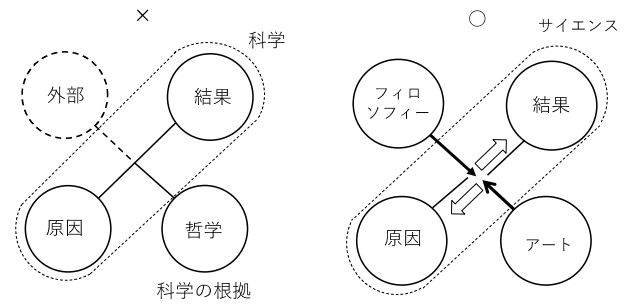 ×
科学
外部
結果
原因
哲学
科学の根拠
○
サイエンス
フィロ
ソフィー
結果
原因
アート